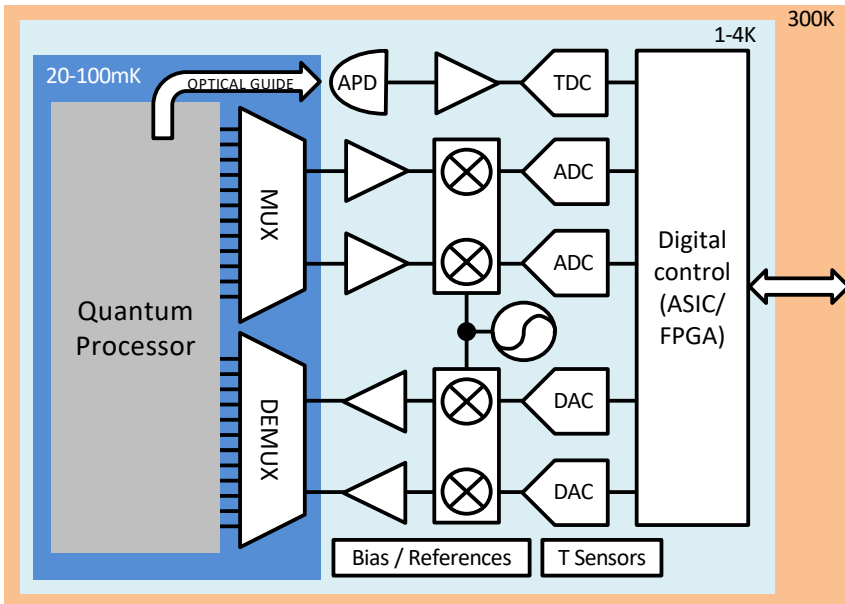 300K
1-4K
20-100mK
OPTICAL GUIDE
APD
TDC
MUX
ADC
ADC
Quantum
Processor
Digital
control
(ASIC/
FPGA)
DEMUX
DAC
DAC
Bias / References
T Sensors